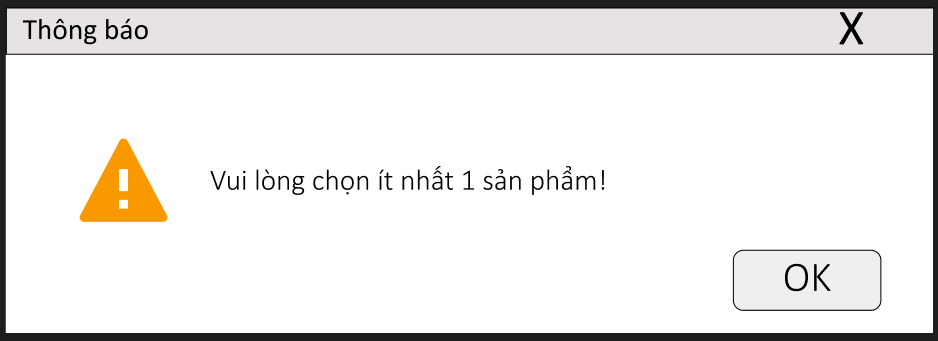 Thông báo
X
Vui lòng chọn ít nhất 1 sản phẩm!
OK